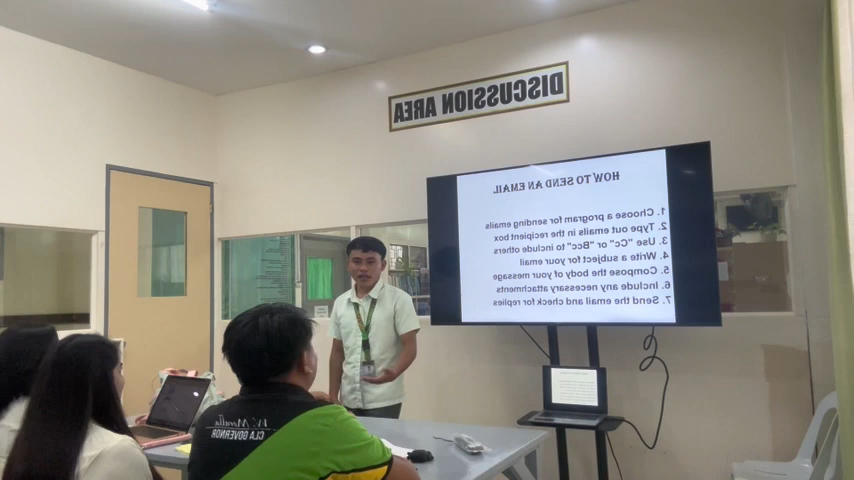 DISCUSSION AREA
HOW TO SEND AN EMAIL
1. Choose a program for sending emails
2. Type out emails in the recipient box
3. Use "Cc" or "Bcc" to include others
4. Write a subject for your email
5. Compose the body of your message
6. Include any necessary attachments
7. Send the email and check for replies
CLA GOVERNOR